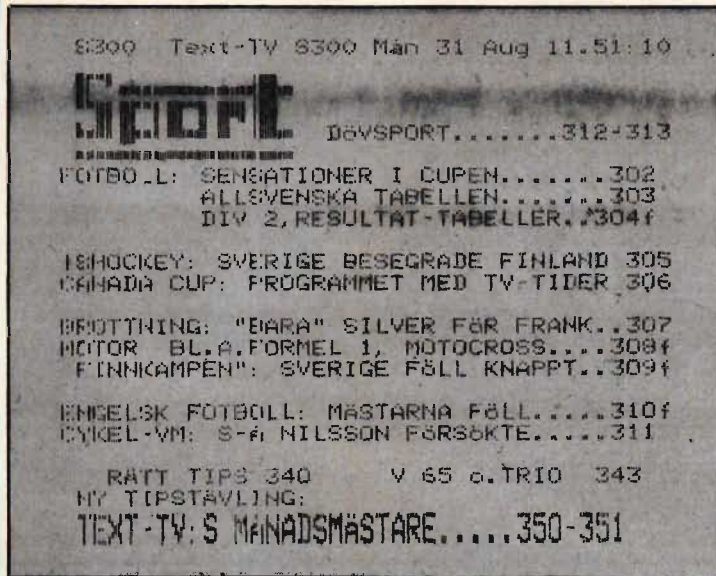 S300 Text-TV S300 Mån 31 Aug 11.51:10
Sport
DöVSPORT.......312-313
FOTBOLL: SENSATIONER I CUPEN.......302
ALLSVENSKA TABELLEN.......303
DIV 2,RESULTAT-TABELLER..304f
ISHOCKEY: SVERIGE BESEGRADE FINLAND 305
CANADA CUP: PROGRAMMET MED TV-TIDER 306
BROTTNING: "BARA" SILVER FöR FRANK..307
MOTOR BL.A.FORMEL 1, MOTOCROSS....308f
"FINNKAMPEN": SVERIGE FöLL KNAPPT..309f
ENGELSK FOTBOLL: MäSTARNA FöLL.....310f
CYKEL-VM: S-Å NILSSON FöRSöKTE.....311
RÄTT TIPS 340 V 65 o.TRIO 343
NY TIPSTÄVLING:
TEXT-TV:S MÅNADSMäSTARE.....350-351